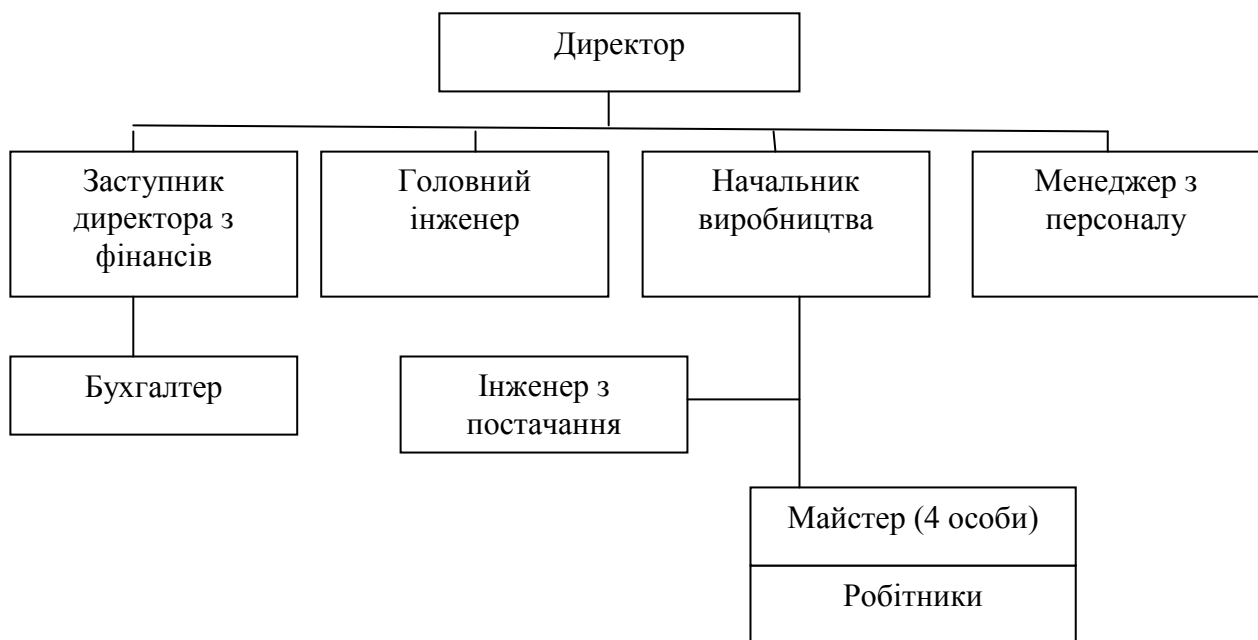 Директор
Заступник
директора з
фінансів
Головний
інженер
Начальник
виробництва
Менеджер з
персоналу
Бухгалтер
Інженер з
постачання
Майстер (4 особи)
Робітники